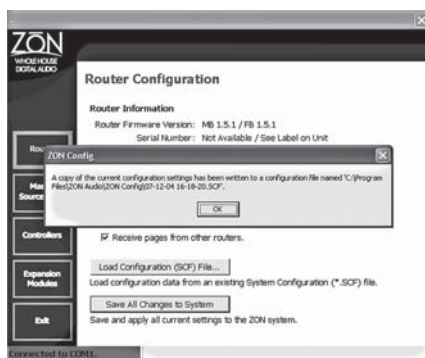 ZŌN
WHOLE HOUSE
DIGITAL AUDIO
Router Configuration
Router Information
Router Firmware Version: MB 1.5.1 / FB 1.5.1
Serial Number: Not Available / See Label on Unit
ZON Config
A copy of the current configuration settings has been written to a configuration file named 'C:\Program
Files\ZON Audio\ZON Config\07-12-04 16-18-20.SCF'.
OK
Source
Controllers
Receive pages from other routers.
Expansion
Modules
Load Configuration (SCF) File...
Load configuration data from an existing System Configuration (*.SCF) file.
Save All Changes to System
Exit
Save and apply all current settings to the ZON system.
Connected to COM1.